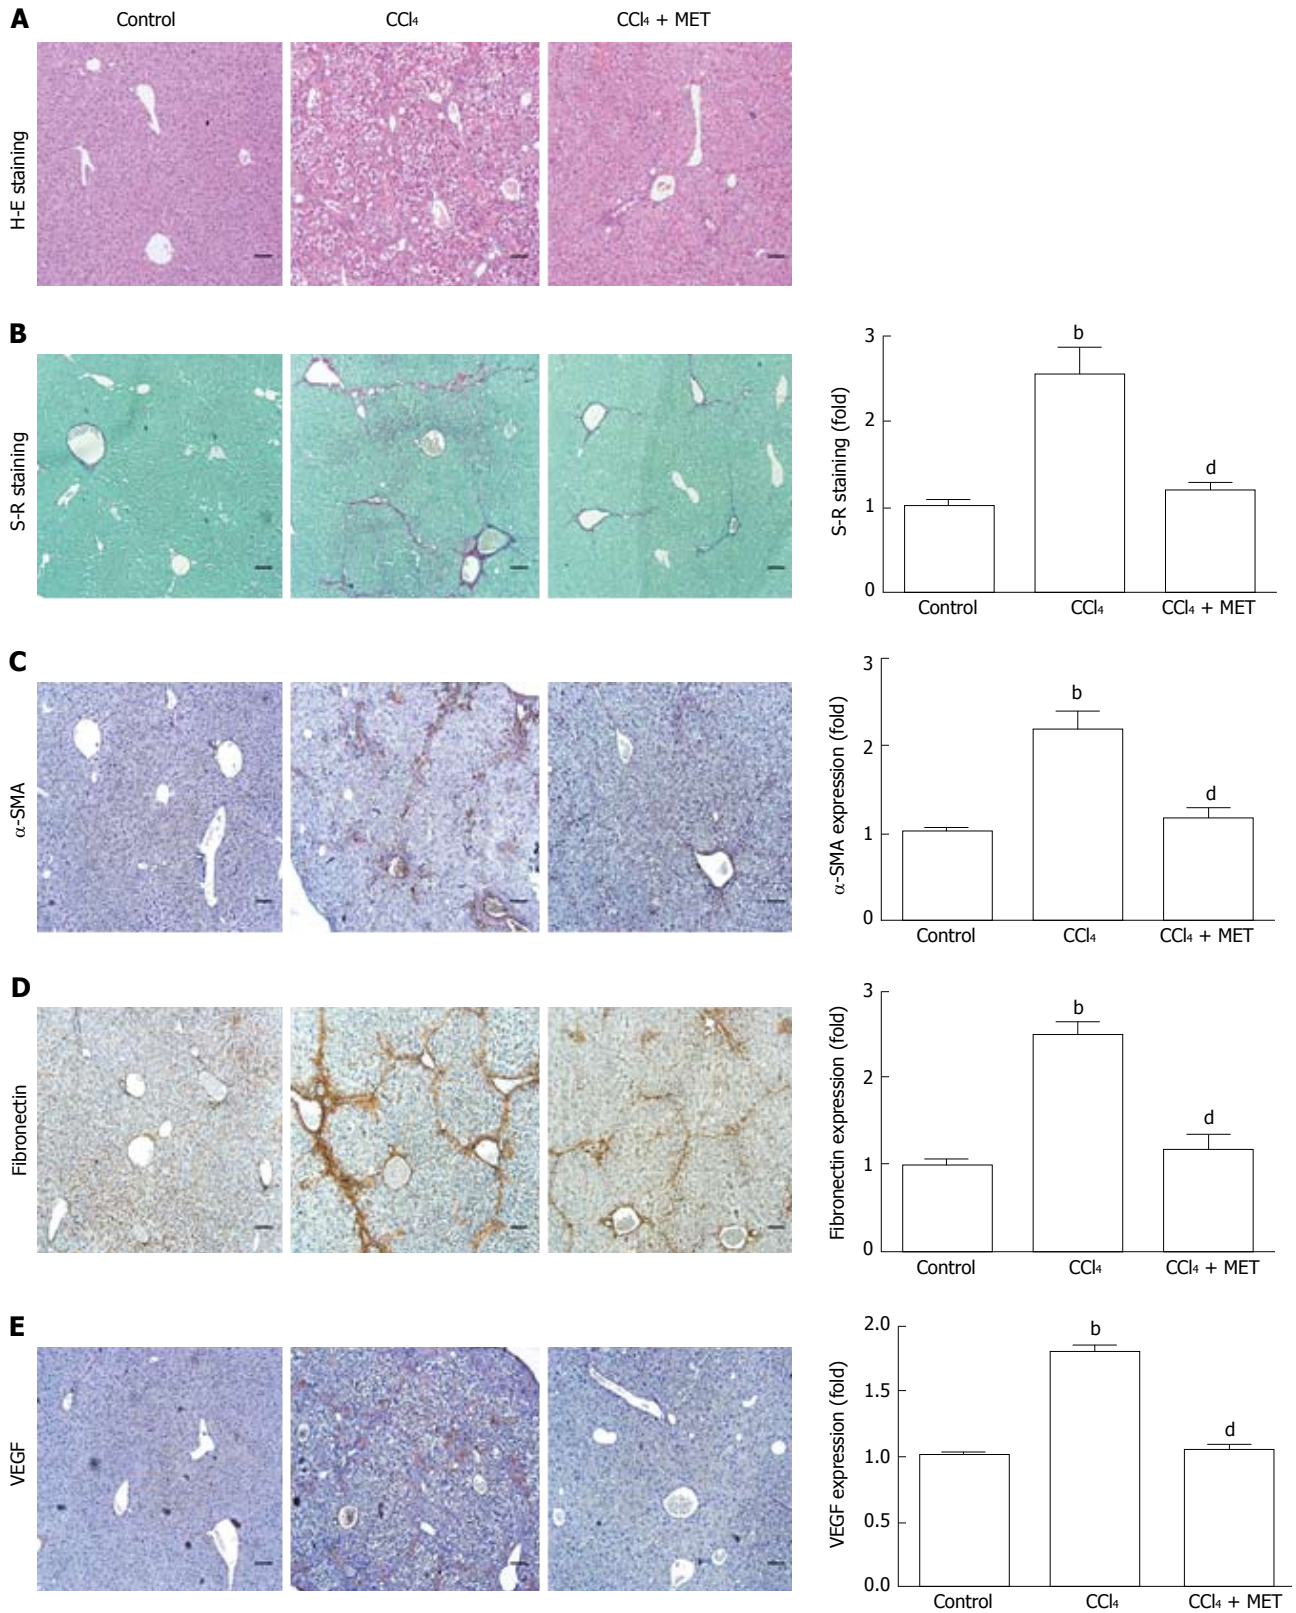 A
Control CCl₄ CCl₄ + MET
H-E staining
B
S-R staining
S-R staining (fold)
3
2
1
0
b
d
Control CCl₄ CCl₄ + MET
C
α-SMA
α-SMA expression (fold)
3
2
1
0
b
d
Control CCl₄ CCl₄ + MET
D
Fibronectin
Fibronectin expression (fold)
3
2
1
0
b
d
Control CCl₄ CCl₄ + MET
E
VEGF
VEGF expression (fold)
2.0
1.5
1.0
0.5
0.0
b
d
Control CCl₄ CCl₄ + MET